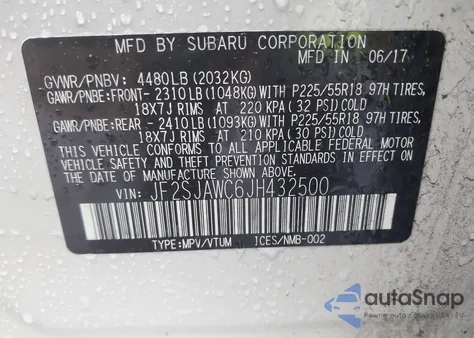 MFD BY SUBARU CORPORATION
MFD IN 06/17
GVWR/PNBV: 4480LB (2032KG)
GAWR/PNBE: FRONT- 2310LB (1048KG) WITH P225/55R18 97H TIRES
18X7J RIMS AT 220 KPA (32 PSI) COLD
GAWR/PNBE: REAR - 2410LB (1093KG) WITH P225/55R18 97H TIRES
18X7J RIMS AT 210 KPA (30 PSI) COLD
THIS VEHICLE CONFORMS TO ALL APPLICABLE FEDERAL MOTOR
VEHICLE SAFETY AND BUMPER STANDARDS IN EFFECT ON THE DATE
OF MANUFACTURE SHOWN ABOVE.
VIN: JF2SJAWC6JH432500
TYPE:MPV/VTUM ICES/NMB-002
autoSnap